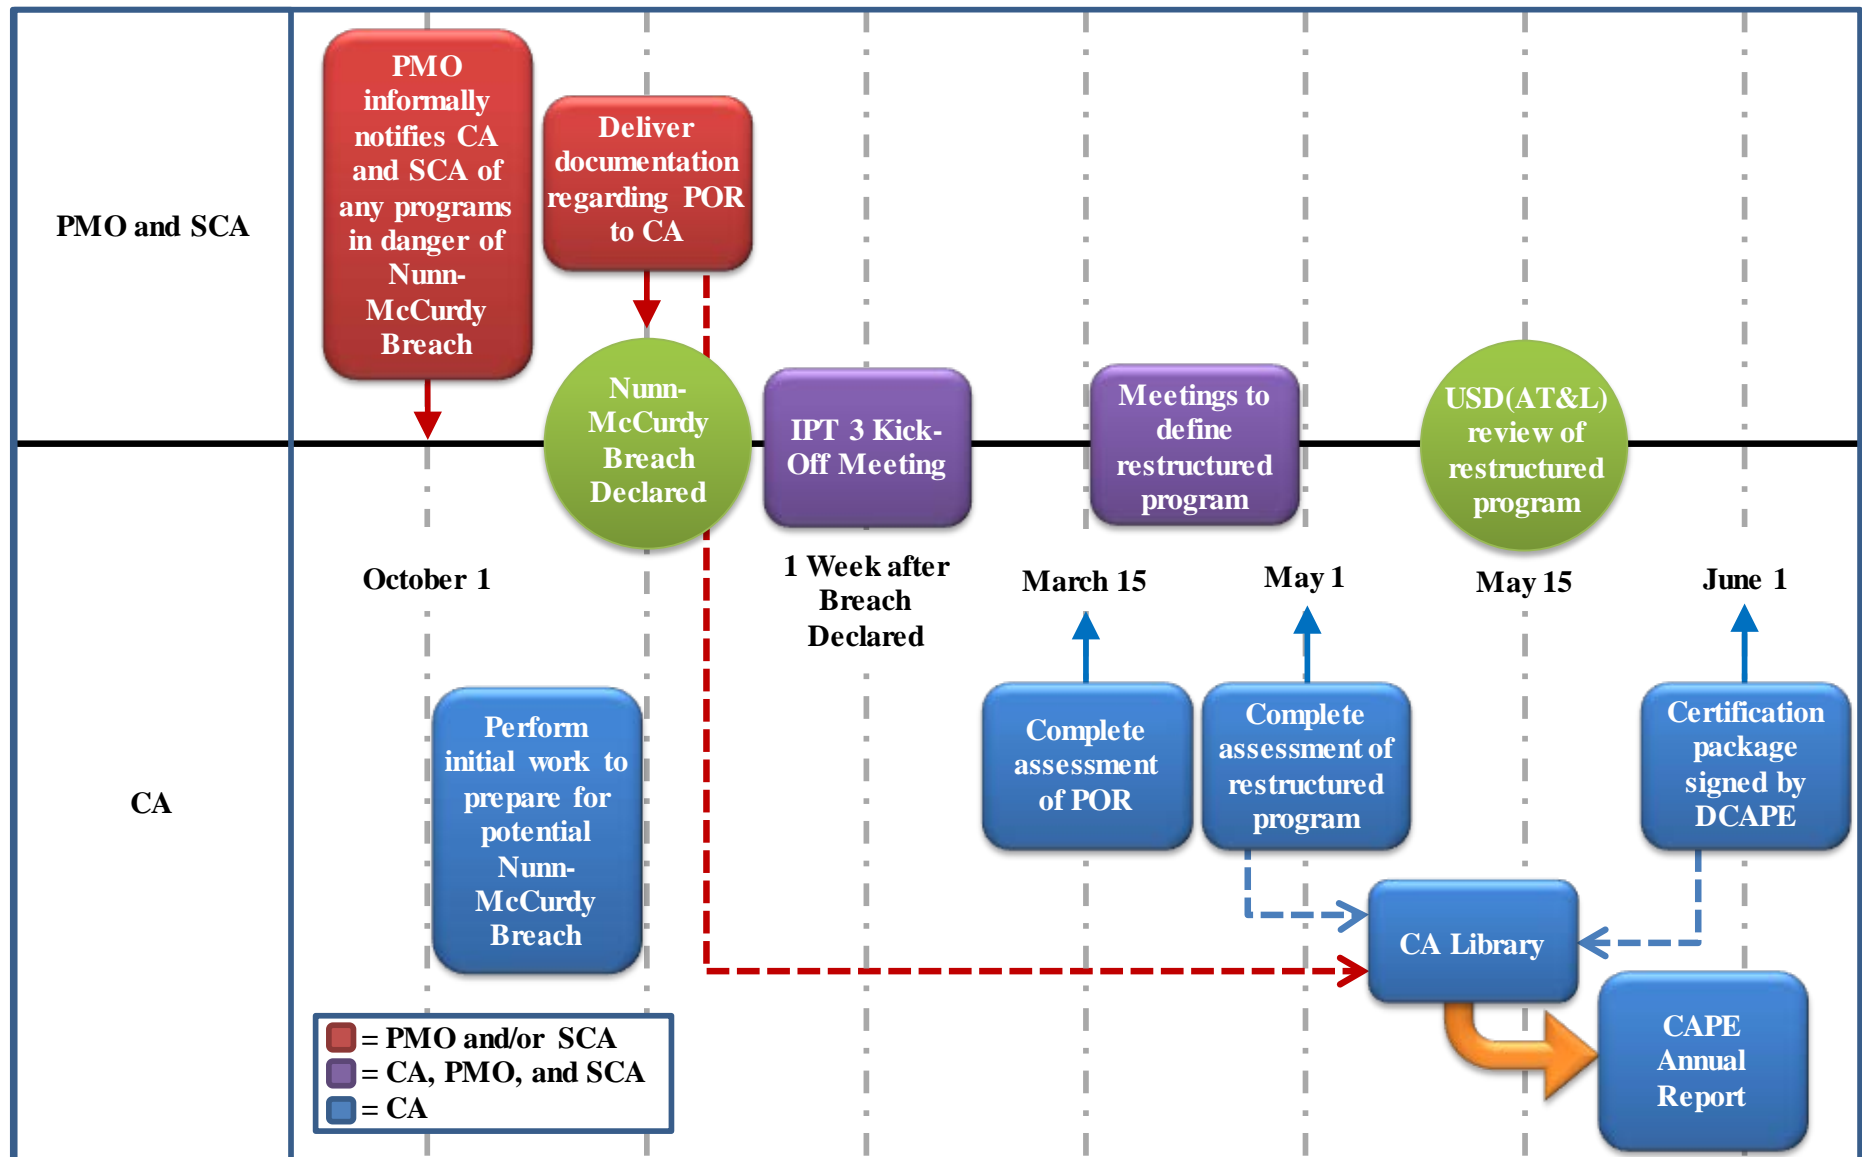 PMO and SCA
PMO
informally
notifies CA
and SCA of
any programs
in danger of
Nunn-
McCurdy
Breach
Deliver
documentation
regarding POR
to CA
Nunn-
McCurdy
Breach
Declared
IPT 3 Kick-
Off Meeting
Meetings to
define
restructured
program
USD(AT&L)
review of
restructured
program
October 1
1 Week after
Breach
Declared
March 15
May 1
May 15
June 1
CA
Perform
initial work to
prepare for
potential
Nunn-
McCurdy
Breach
Complete
assessment
of POR
Complete
assessment of
restructured
program
Certification
package
signed by
DCAPE
CA Library
CAPE
Annual
Report
= PMO and/or SCA
= CA, PMO, and SCA
= CA